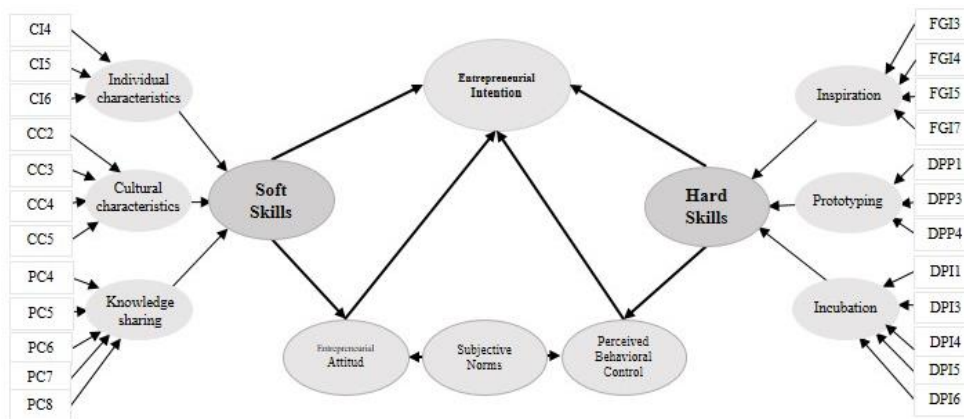 CI4
CI5
CI6
CC2
CC3
CC4
CC5
PC4
PC5
PC6
PC7
PC8
Individual
characteristics
Cultural
characteristics
Knowledge
sharing
Soft
Skills
Entrepreneurial
Intention
Entrepreneurial
Attitud
Subjective
Norms
Perceived
Behavioral
Control
Hard
Skills
Inspiration
Prototyping
Incubation
FGI3
FGI4
FGI5
FGI7
DPP1
DPP3
DPP4
DPI1
DPI3
DPI4
DPI5
DPI6